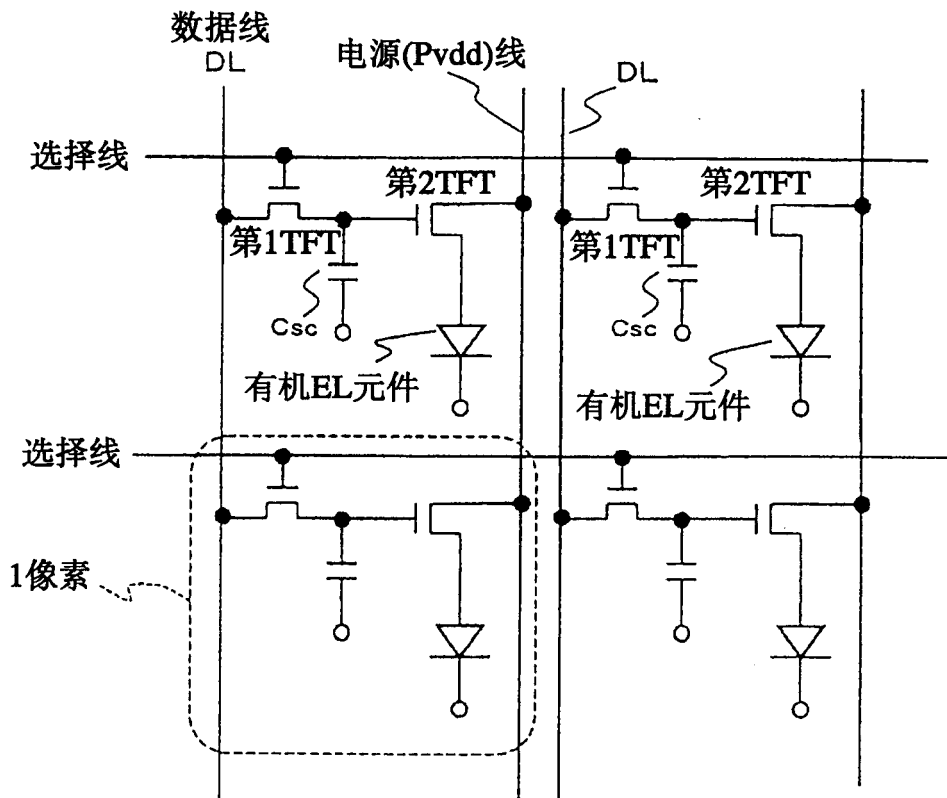 数据线
DL
电源(Pvdd)线
DL
选择线
第2TFT
第2TFT
第1TFT
第1TFT
Csc
Csc
有机EL元件
有机EL元件
选择线
1像素